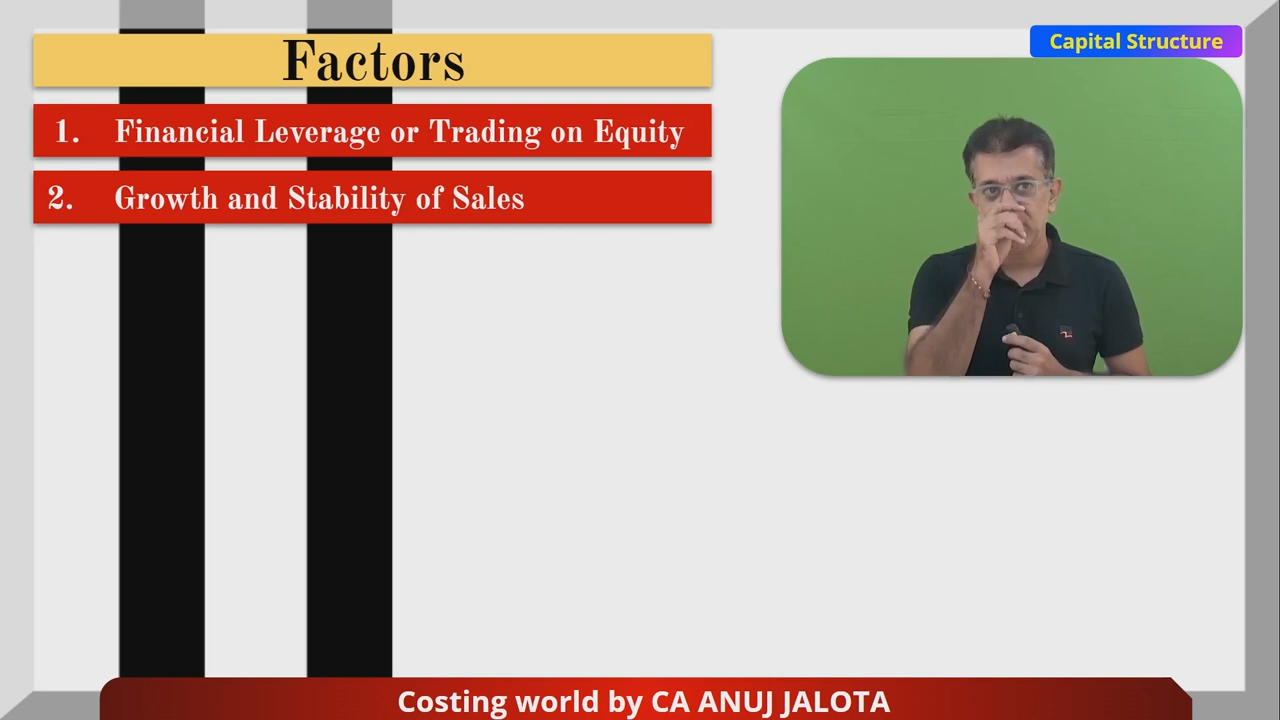 Capital Structure
Factors
1. Financial Leverage or Trading on Equity
2. Growth and Stability of Sales
Costing world by CA ANUJ JALOTA